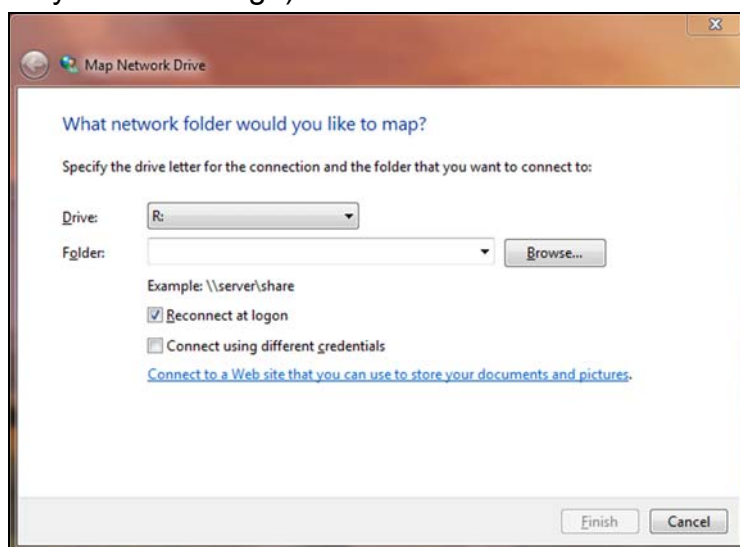 Map Network Drive
What network folder would you like to map?
Specify the drive letter for the connection and the folder that you want to connect to:
Drive: R:
Folder: Browse...
Example: \\server\share
Reconnect at logon
Connect using different credentials
Connect to a Web site that you can use to store your documents and pictures.
Finish Cancel